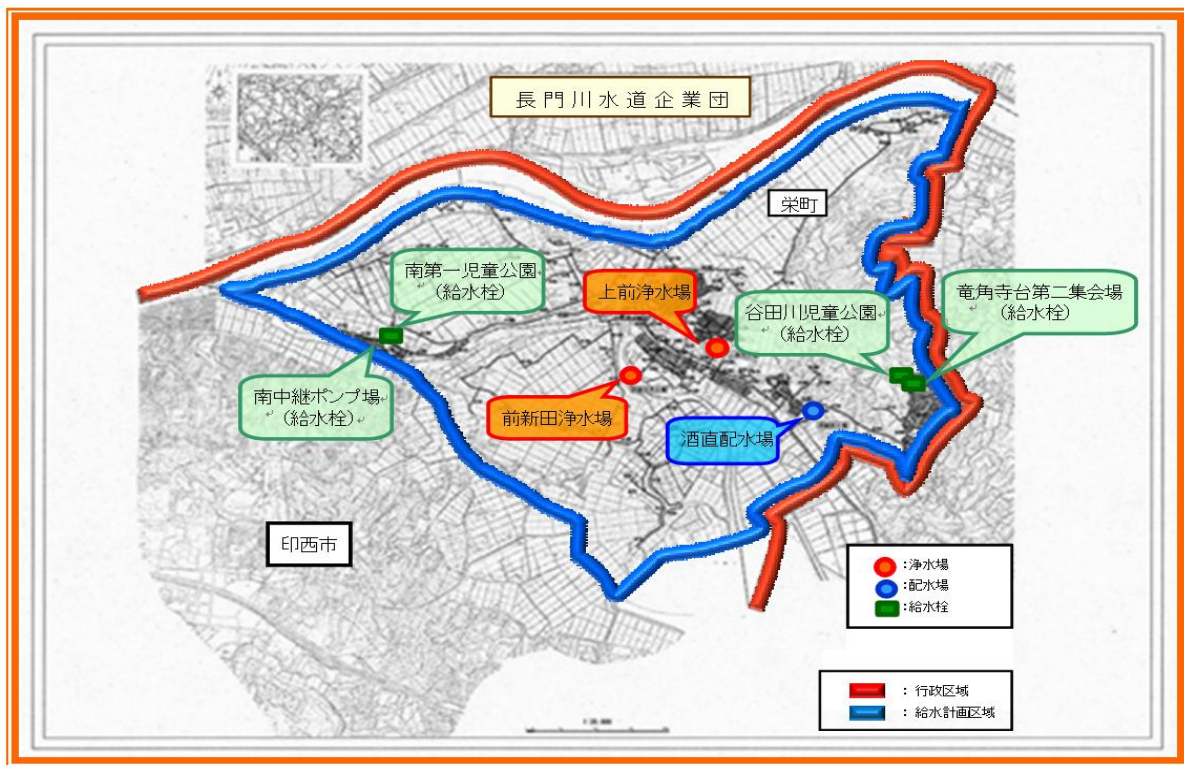 長門川水道企業団
栄町
南第一児童公園
（給水栓）
上前浄水場
谷田川児童公園
（給水栓）
竜角寺台第二集会場
（給水栓）
南中継ポンプ場
（給水栓）
前新田浄水場
酒直配水場
印西市
：浄水場
：配水場
：給水栓
：行政区域
：給水計画区域